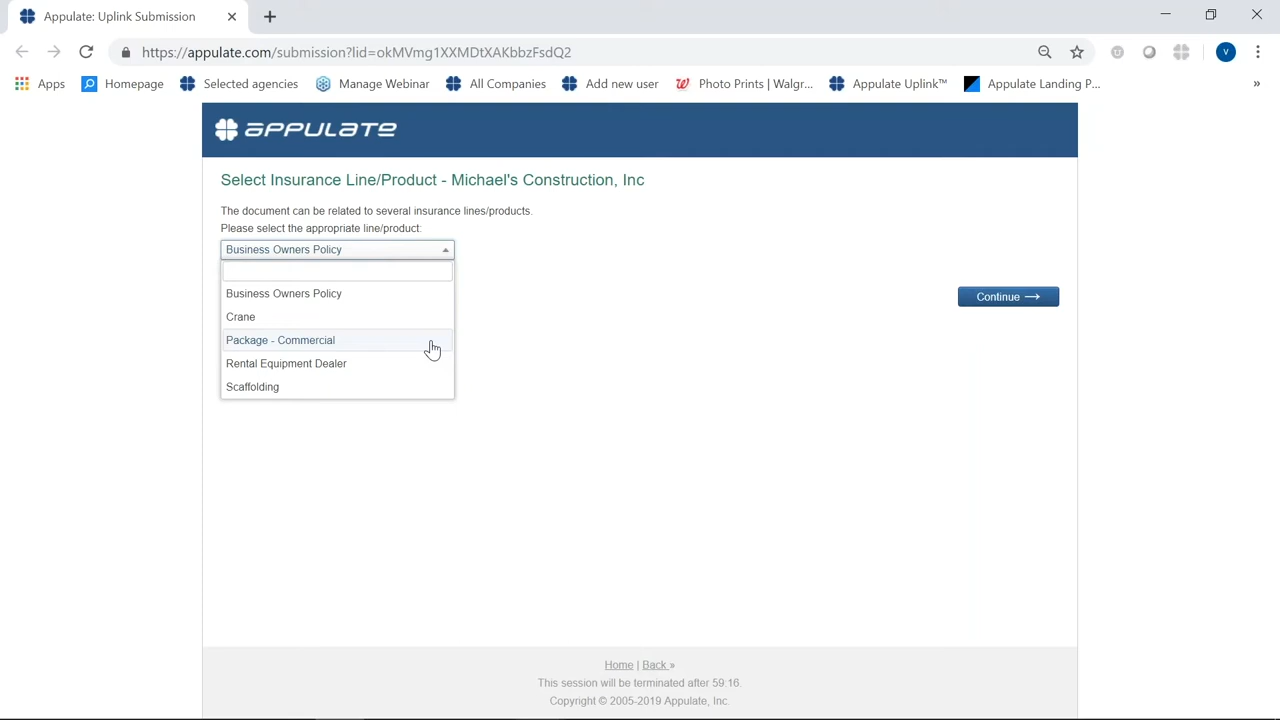 Appulate: Uplink Submission
https://appulate.com/submission?lid=okMVmg1XXMDtXAKbbzFsdQ2
V
Apps Homepage Selected agencies Manage Webinar All Companies Add new user Photo Prints | Walgr... Appulate Uplink™ Appulate Landing P... »
APPULATE
Select Insurance Line/Product - Michael's Construction, Inc
The document can be related to several insurance lines/products.
Please select the appropriate line/product:
Business Owners Policy
Business Owners Policy
Continue →
Crane
Package - Commercial
Rental Equipment Dealer
Scaffolding
Home | Back »
This session will be terminated after 59:16.
Copyright © 2005-2019 Appulate, Inc.